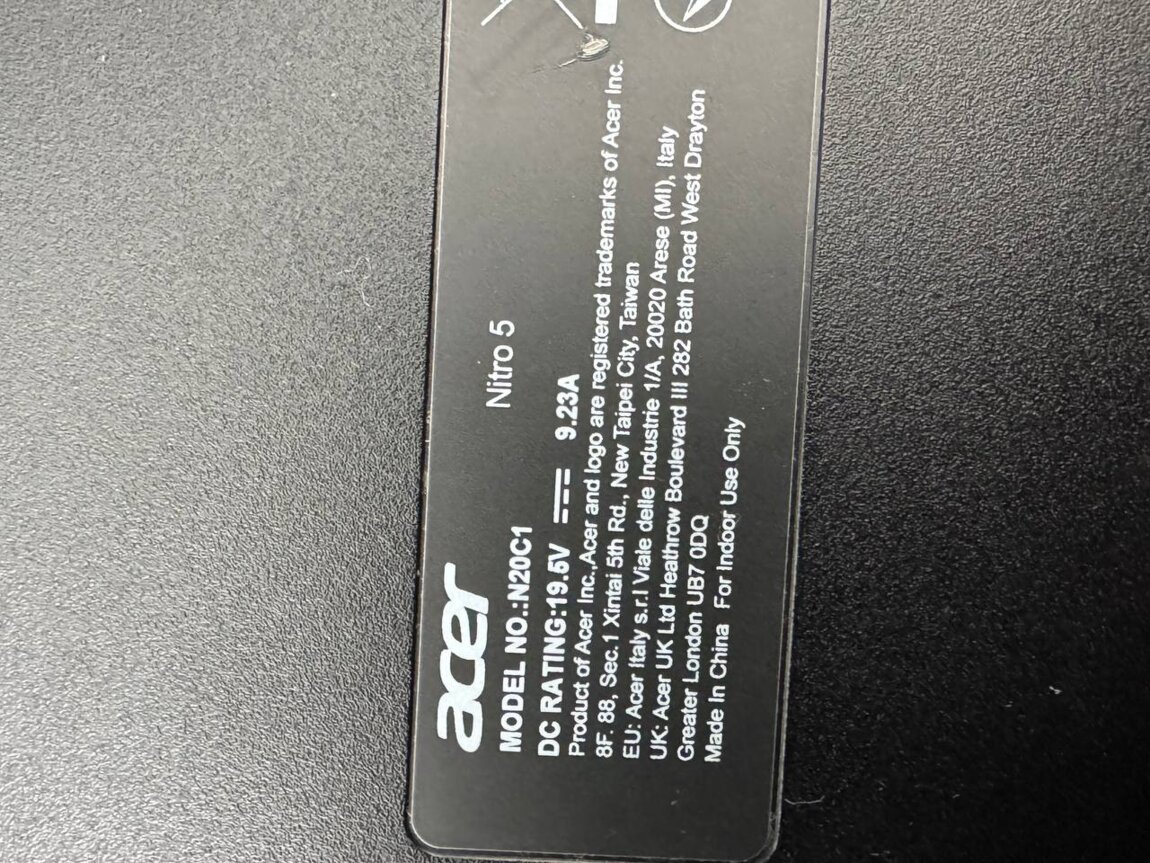 acer
MODEL NO.:N20C1 Nitro 5
DC RATING:19.5V 9.23A
Product of Acer Inc.,Acer and logo are registered trademarks of Acer Inc.
8F. 88, Sec.1 Xintai 5th Rd., New Taipei City, Taiwan
EU: Acer Italy s.r.l Viale delle Industrie 1/A, 20020 Arese (MI), Italy
UK: Acer UK Ltd Heathrow Boulevard III 282 Bath Road West Drayton
Greater London UB7 0DQ
Made In China For Indoor Use Only